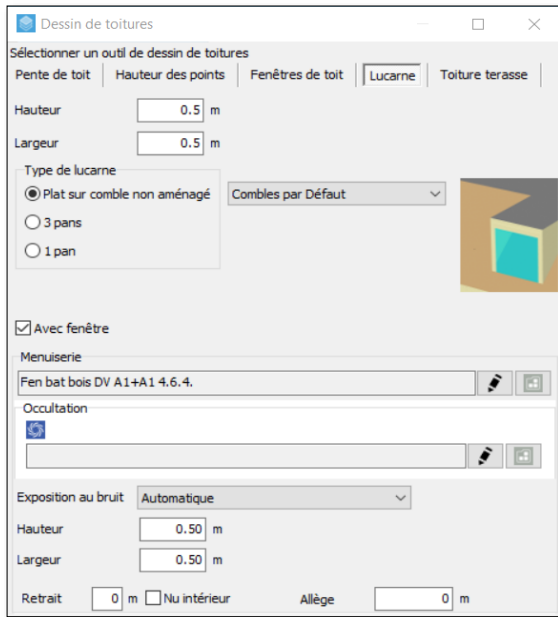 Dessin de toitures
Sélectionner un outil de dessin de toitures
Pente de toit Hauteur des points Fenêtres de toit Lucarne Toiture terasse
Hauteur 0.5 m
Largeur 0.5 m
Type de lucarne
Plat sur comble non aménagé Combles par Défaut
3 pans
1 pan
Avec fenêtre
Menuiserie
Fen bat bois DV A1+A1 4.6.4.
Occultation
Exposition au bruit Automatique
Hauteur 0.50 m
Largeur 0.50 m
Retrait 0 m Nu intérieur Allège 0 m